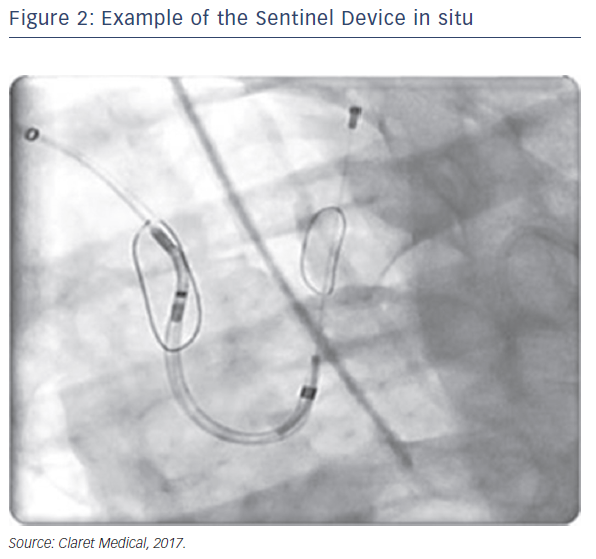 Figure 2: Example of the Sentinel Device in situ
Source: Claret Medical, 2017.